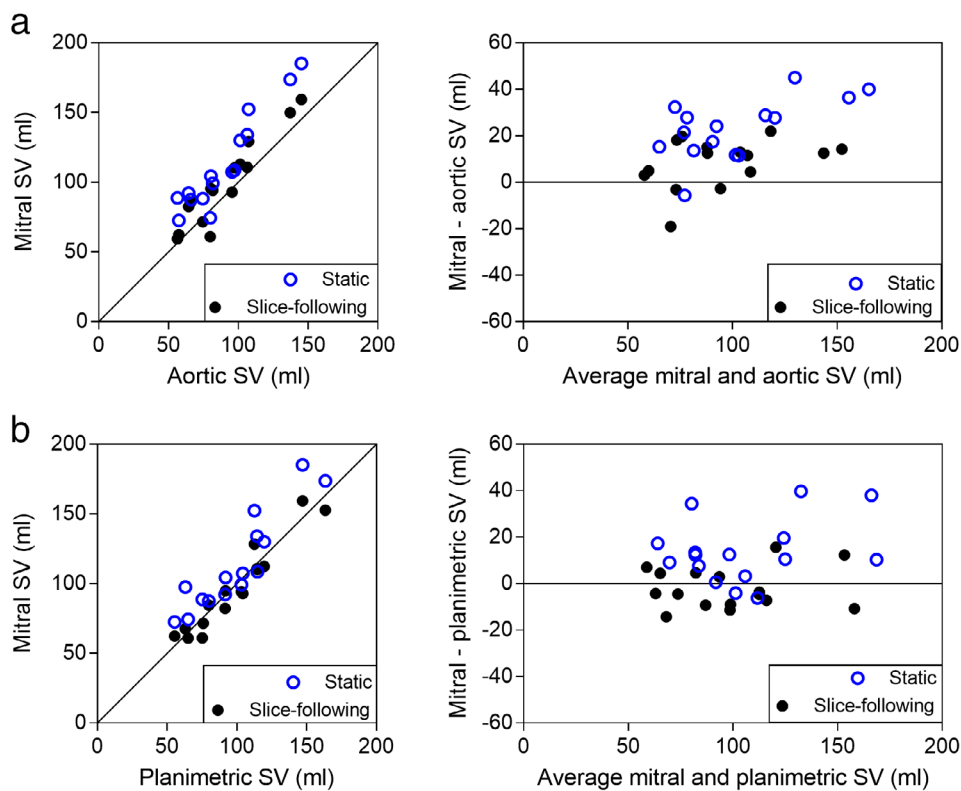 a
200
150
100
50
0
Mitral SV (ml)
Static
Slice-following
0 50 100 150 200
Aortic SV (ml)
60
40
20
0
-20
-40
-60
Mitral - aortic SV (ml)
Static
Slice-following
50 100 150 200
Average mitral and aortic SV (ml)
b
200
150
100
50
0
Mitral SV (ml)
Static
Slice-following
0 50 100 150 200
Planimetric SV (ml)
60
40
20
0
-20
-40
-60
Mitral - planimetric SV (ml)
Static
Slice-following
50 100 150 200
Average mitral and planimetric SV (ml)